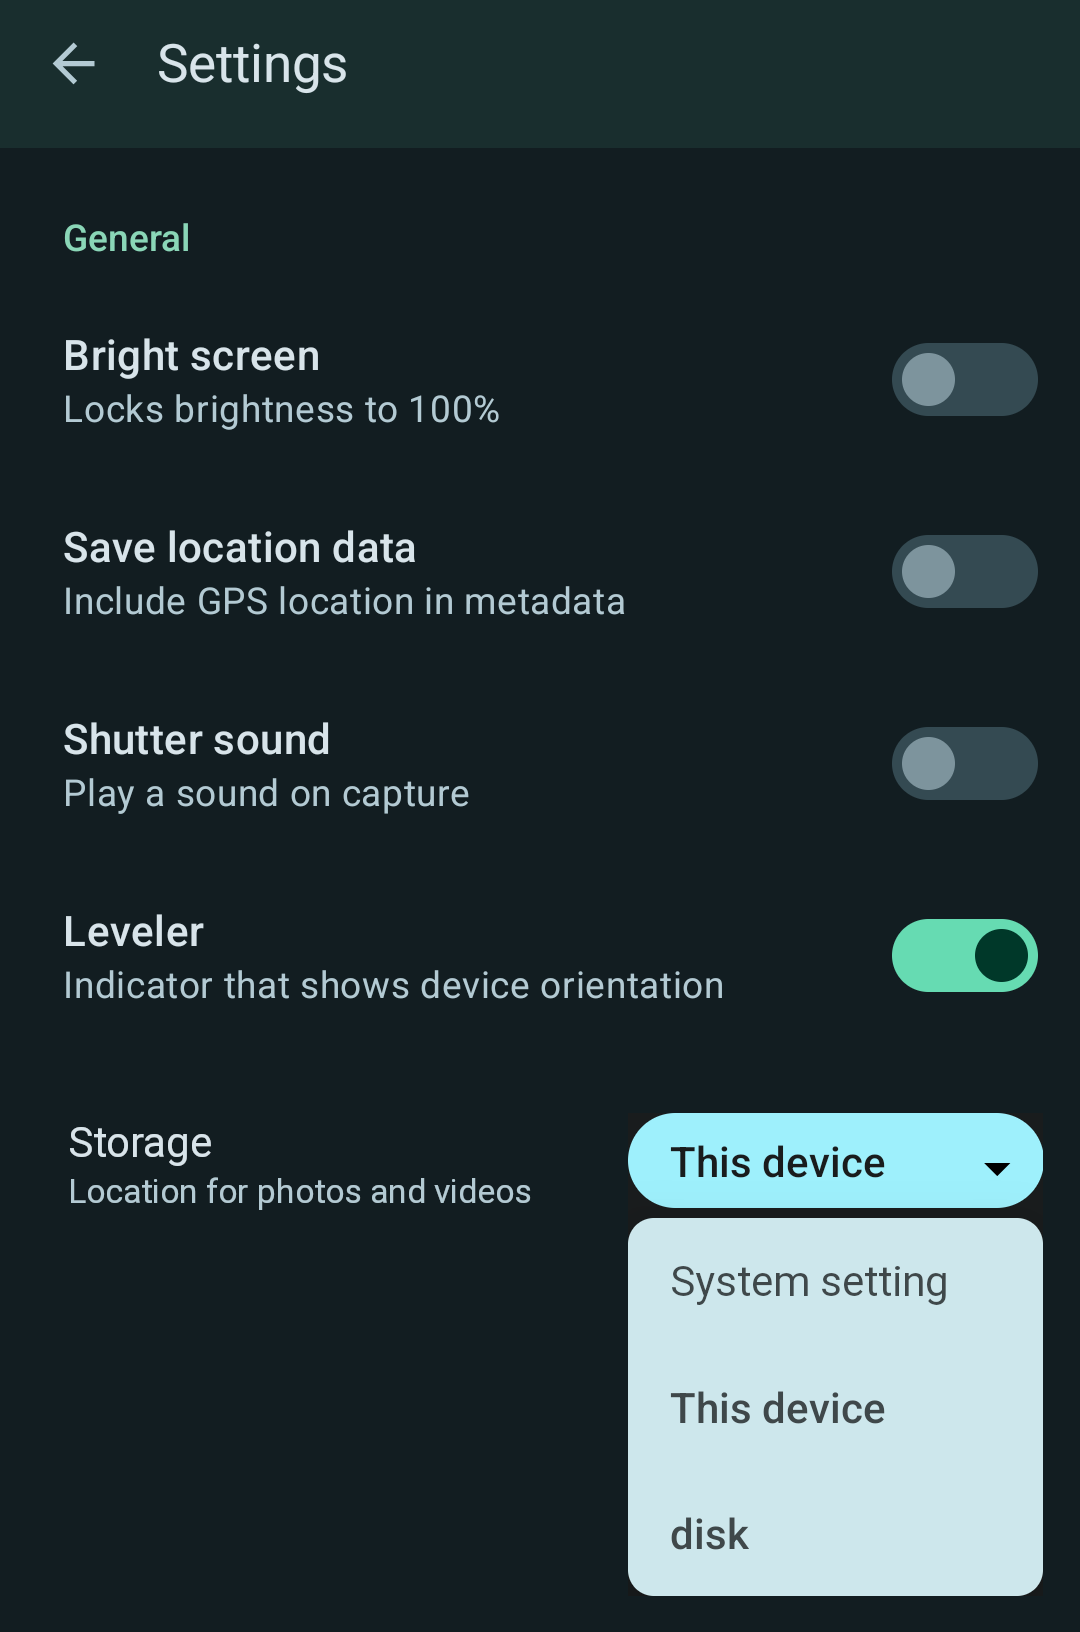 Settings
General
Bright screen
Locks brightness to 100%
Save location data
Include GPS location in metadata
Shutter sound
Play a sound on capture
Leveler
Indicator that shows device orientation
Storage
Location for photos and videos
This device
System setting
This device
disk